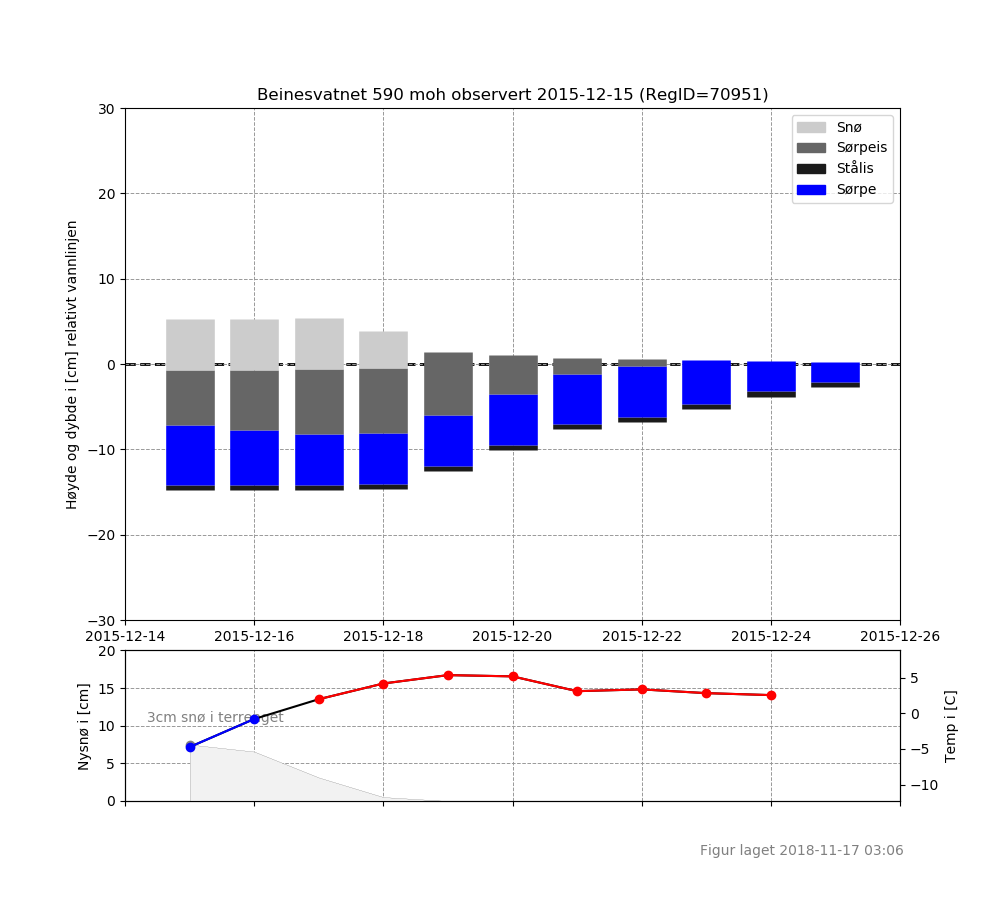 Beinesvatnet 590 moh observert 2015-12-15 (RegID=70951)
30
20
10
0
−10
−20
−30
Høyde og dybde i [cm] relativt vannlinjen
Snø
Sørpeis
Stålis
Sørpe
2015-12-14 2015-12-16 2015-12-18 2015-12-20 2015-12-22 2015-12-24 2015-12-26
20
15
10
5
0
Nysnø i [cm]
3cm snø i terrenget
5
0
−5
−10
Temp i [C]
Figur laget 2018-11-17 03:06